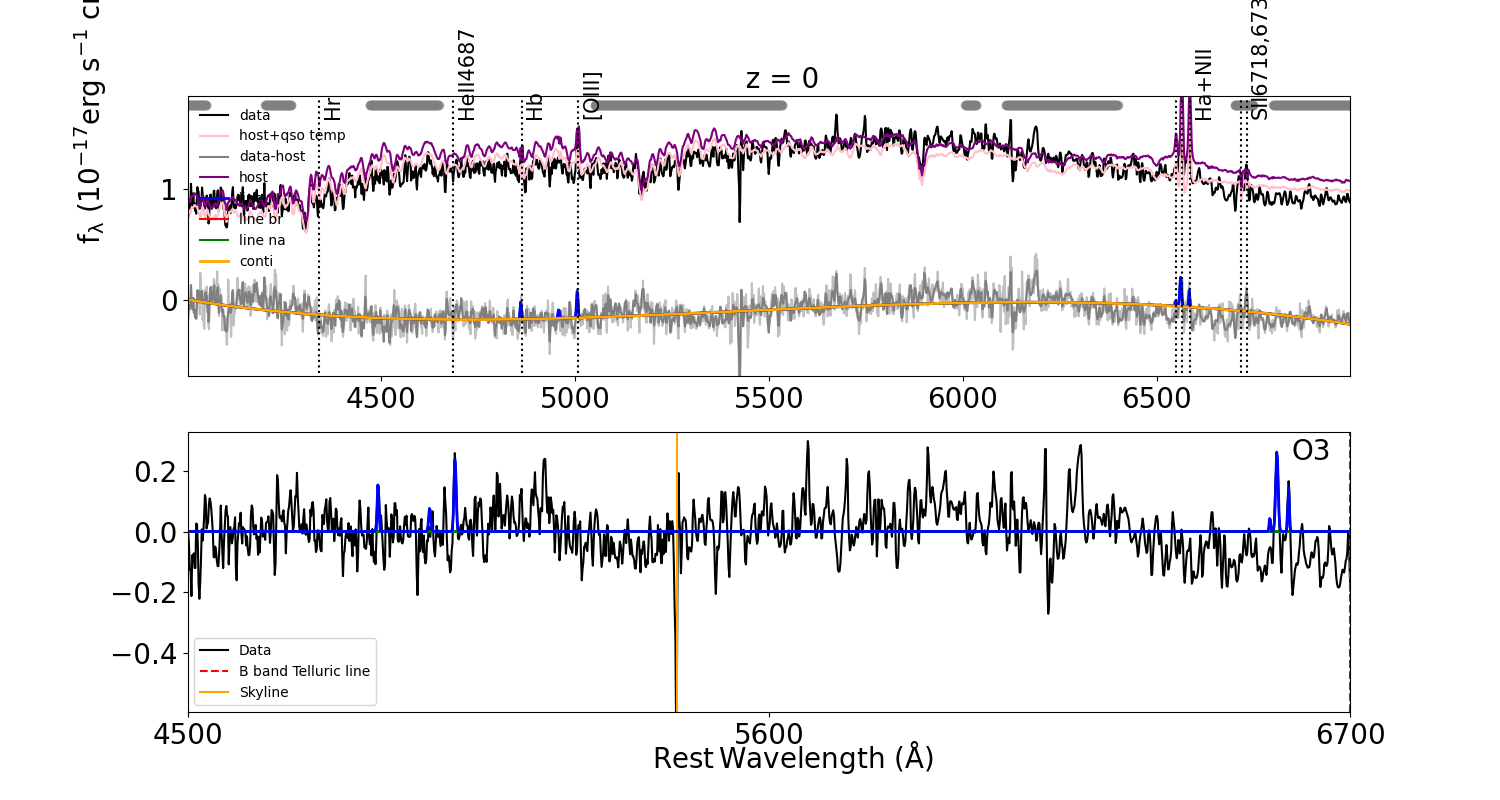 z = 0
fλ (10−17erg s−1 c
Hr
HeII4687
Hb
[OIII]
Ha+NII
SII6718,673
data
host+qso temp
data-host
host
line br
line na
conti
1
0
4500
5000
5500
6000
6500
O3
0.2
0.0
−0.2
−0.4
Data
B band Telluric line
Skyline
4500
5600
6700
Rest Wavelength (Å)